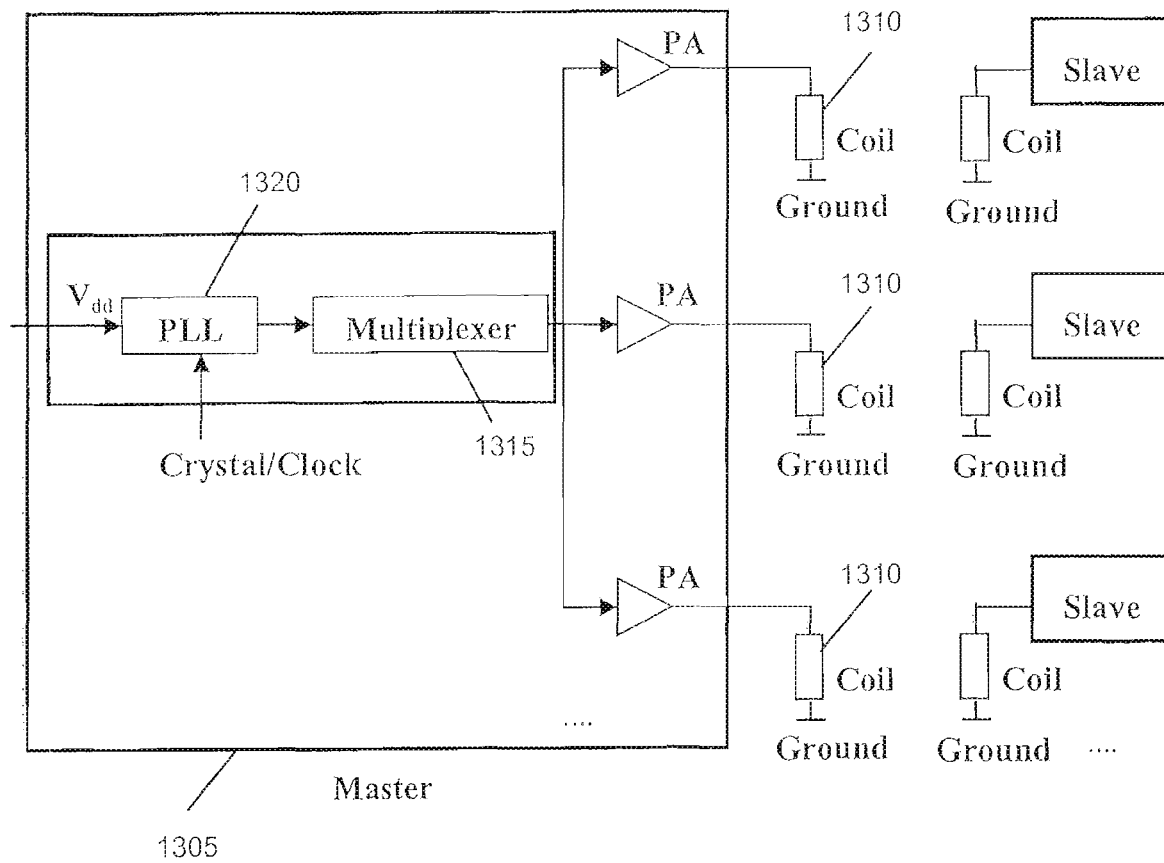 1310
PA
Slave
Coil
Coil
Ground
Ground
1320
V_dd
PLL
Multiplexer
1315
Crystal/Clock
PA
1310
Slave
Coil
Coil
Ground
Ground
PA
1310
Slave
Coil
Coil
Ground
Ground
....
....
Master
1305